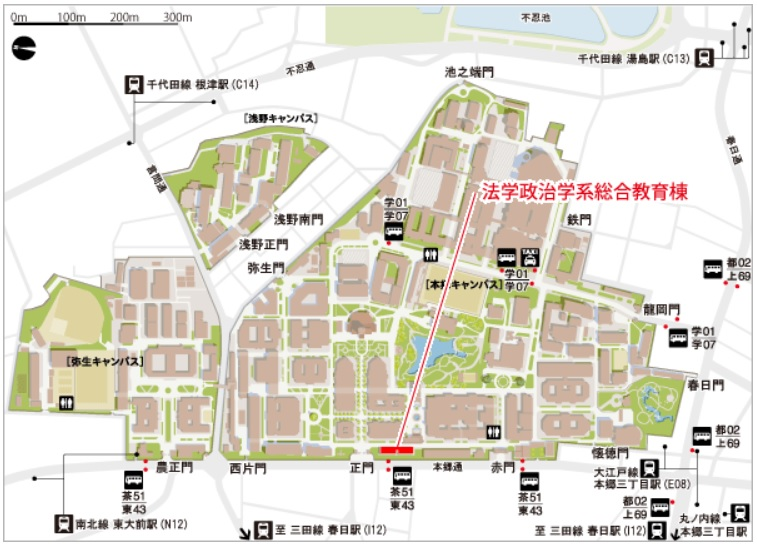 0m 100m 200m 300m
不忍池
千代田線 湯島駅 (C13)
池之端門
不忍通
千代田線 根津駅 (C14)
[浅野キャンパス]
春日通
言問通
法学政治学系総合教育棟
学01
学07
浅野南門
鉄門
浅野正門
TAXI
弥生門
学01
学07
都02
上69
[本郷キャンパス]
龍岡門
学01
学07
[弥生キャンパス]
春日門
都02
上69
懐徳門
農正門
西片門
正門
本郷通
赤門
大江戸線
本郷三丁目駅 (E08)
茶51
東43
茶51
東43
茶51
東43
都02
上69
丸ノ内線
本郷三丁目駅
南北線 東大前駅 (N12)
至 三田線 春日駅 (I12)
至 三田線 春日駅 (I12)